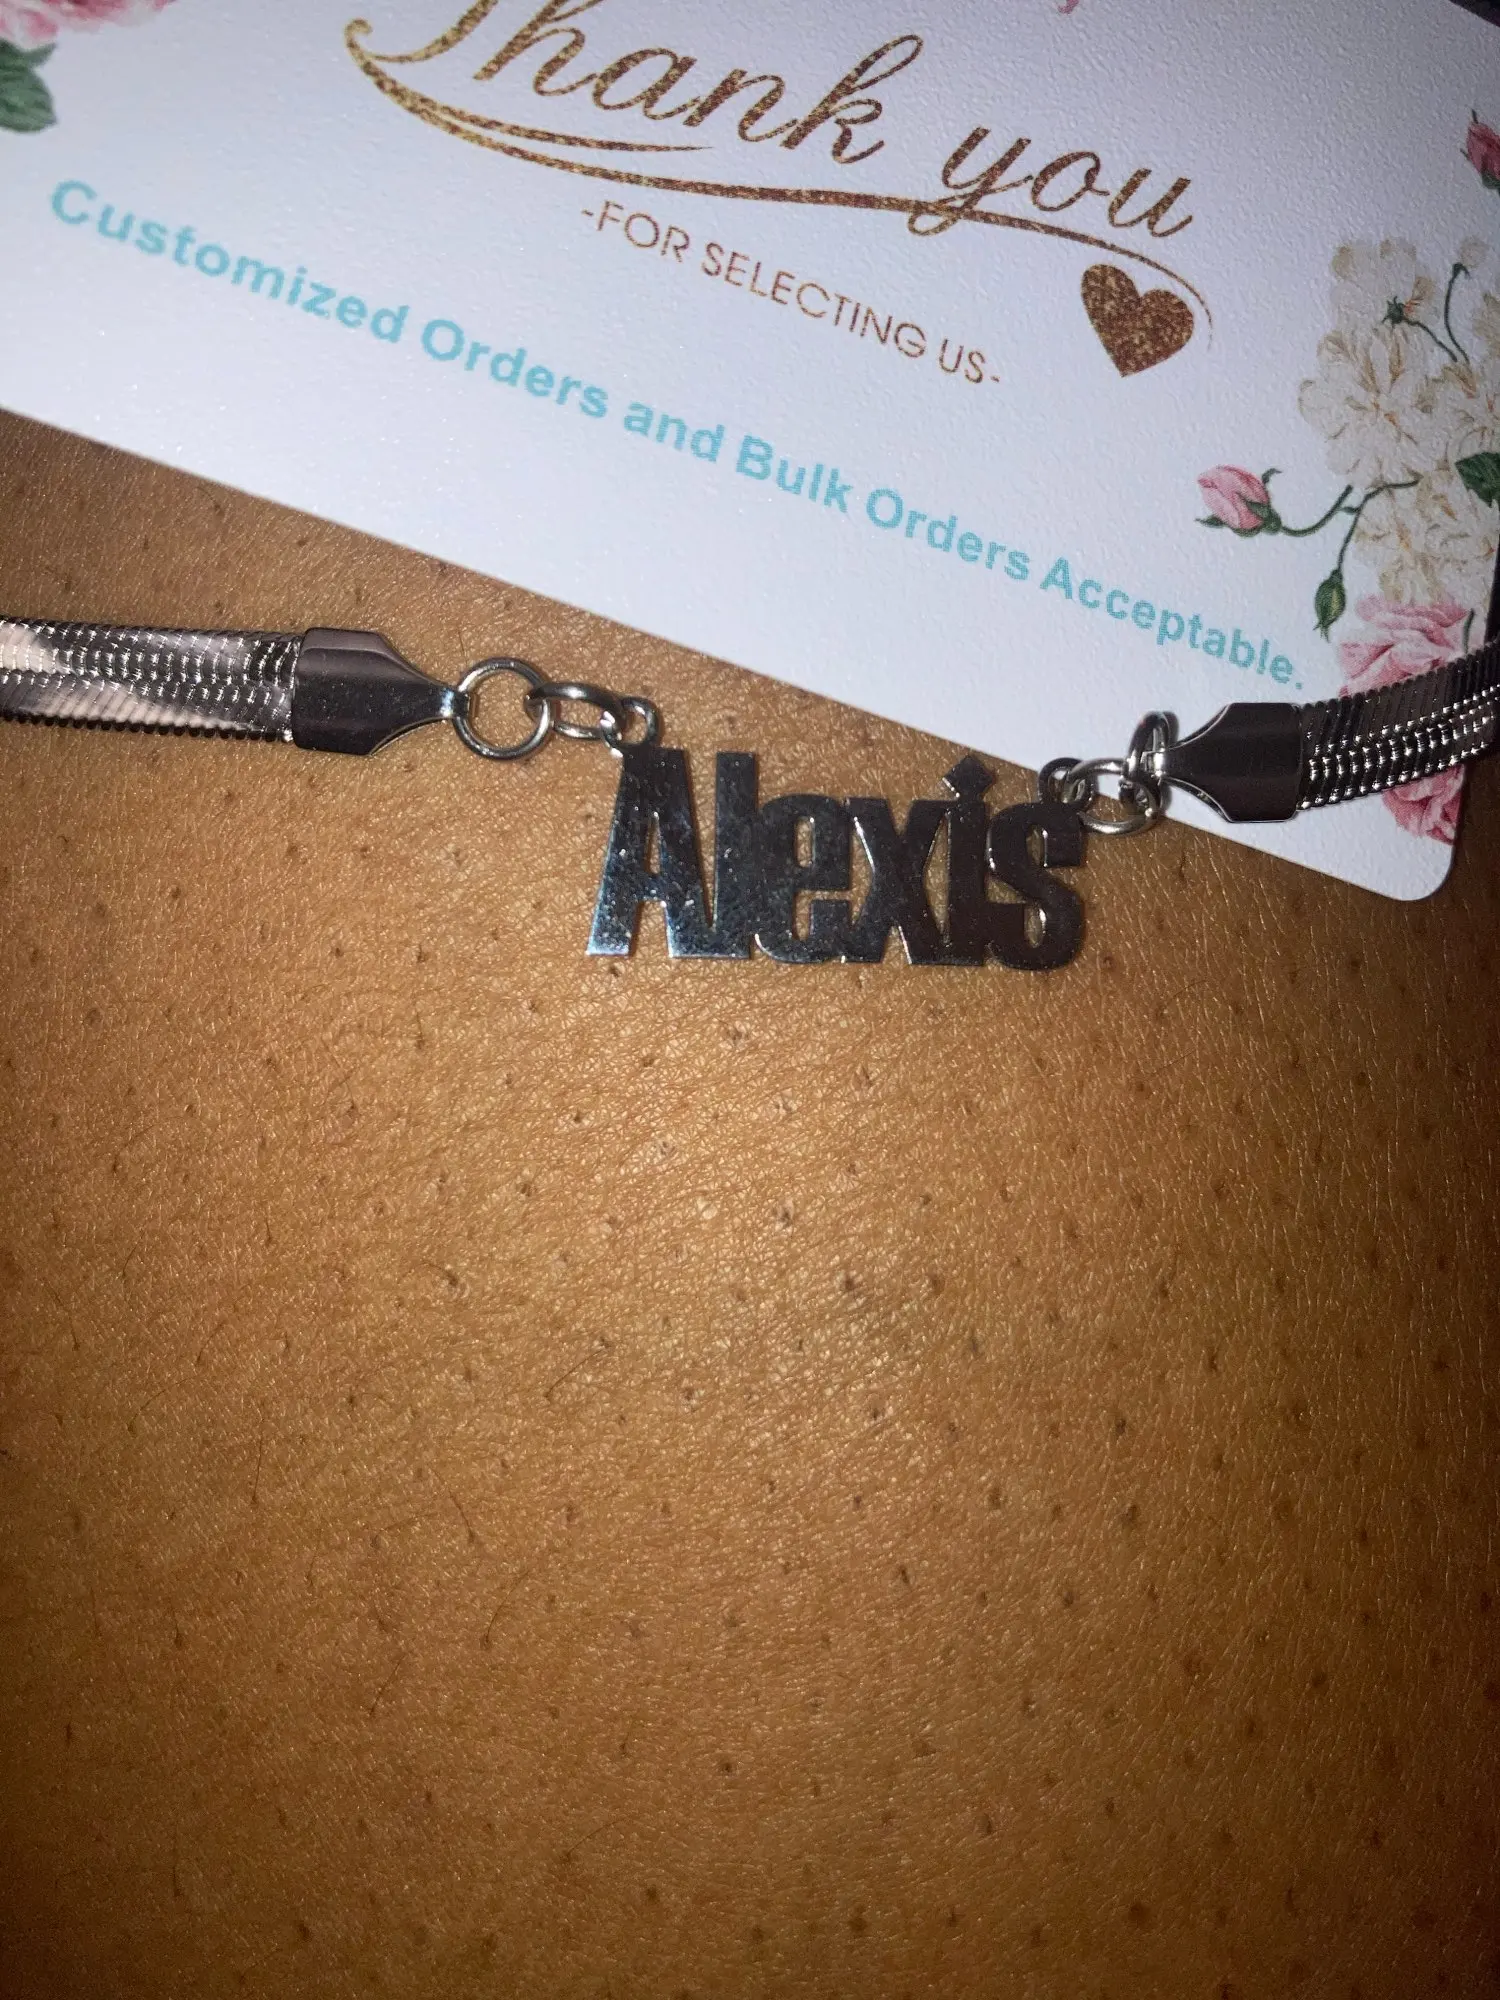 Thank you
-FOR SELECTING US-
Customized Orders and Bulk Orders Acceptable.
Alexis